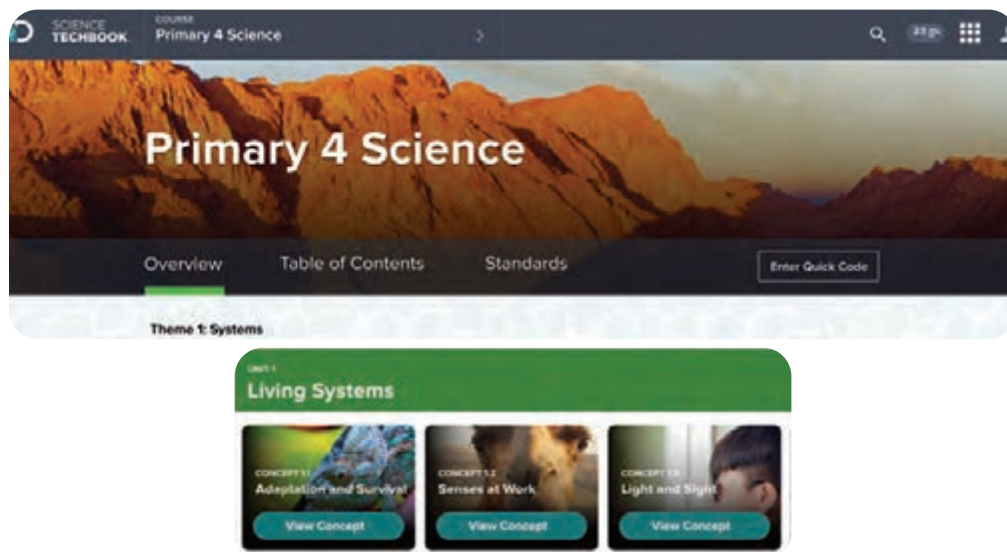 SCIENCE
TECHBOOK
COURSE
Primary 4 Science
Primary 4 Science
Overview
Table of Contents
Standards
Enter Quick Code
Theme 1: Systems
UNIT 1
Living Systems
CONCEPT 1.1
Adaptation and Survival
View Concept
CONCEPT 1.2
Senses at Work
View Concept
CONCEPT 1.3
Light and Sight
View Concept